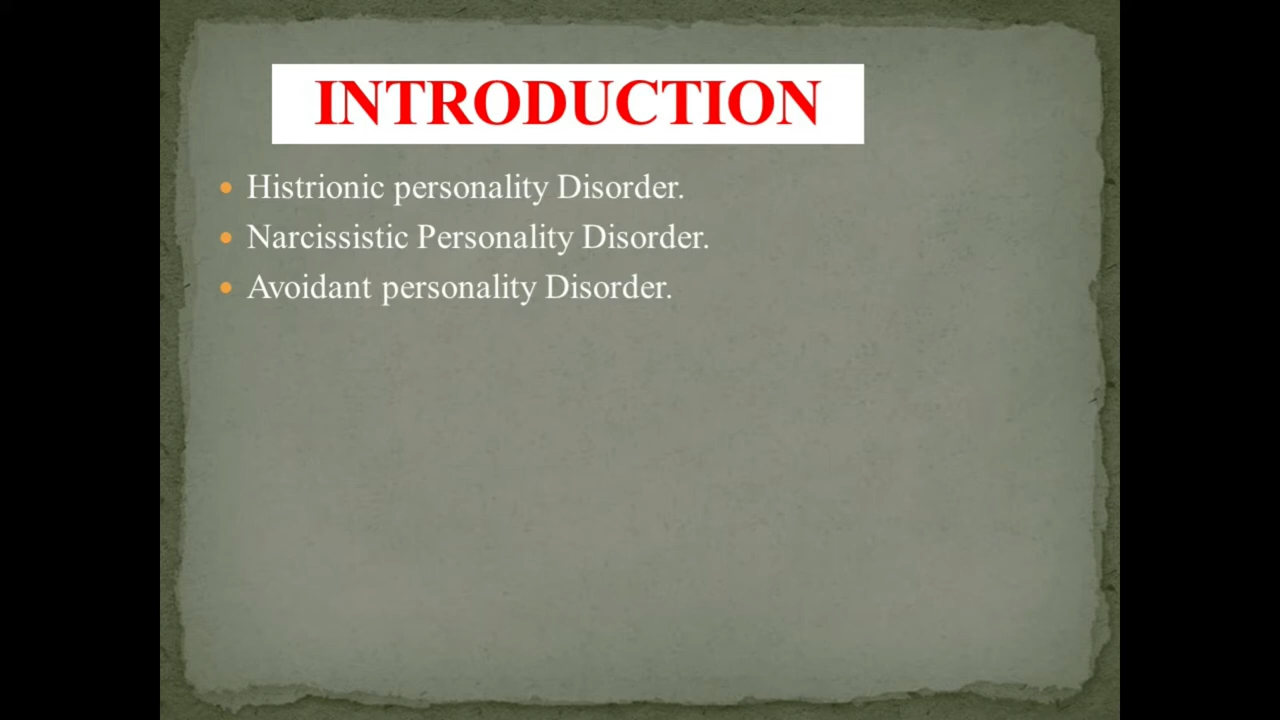 INTRODUCTION
Histrionic personality Disorder.
Narcissistic Personality Disorder.
Avoidant personality Disorder.